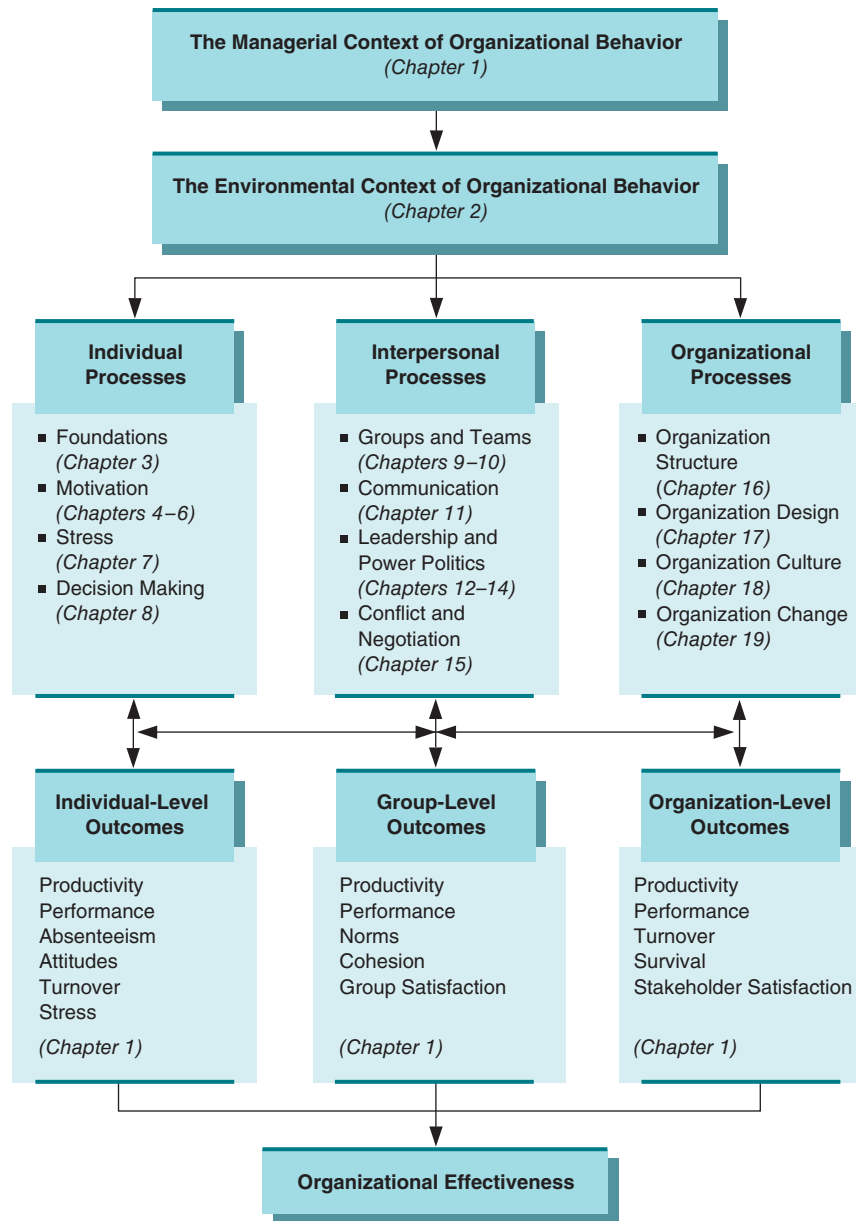 The Managerial Context of Organizational Behavior
(Chapter 1)
The Environmental Context of Organizational Behavior
(Chapter 2)
Individual
Processes
■ Foundations
(Chapter 3)
■ Motivation
(Chapters 4–6)
■ Stress
(Chapter 7)
■ Decision Making
(Chapter 8)
Interpersonal
Processes
■ Groups and Teams
(Chapters 9–10)
■ Communication
(Chapter 11)
■ Leadership and
Power Politics
(Chapters 12–14)
■ Conflict and
Negotiation
(Chapter 15)
Organizational
Processes
■ Organization
Structure
(Chapter 16)
■ Organization Design
(Chapter 17)
■ Organization Culture
(Chapter 18)
■ Organization Change
(Chapter 19)
Individual-Level
Outcomes
Productivity
Performance
Absenteeism
Attitudes
Turnover
Stress
(Chapter 1)
Group-Level
Outcomes
Productivity
Performance
Norms
Cohesion
Group Satisfaction
(Chapter 1)
Organization-Level
Outcomes
Productivity
Performance
Turnover
Survival
Stakeholder Satisfaction
(Chapter 1)
Organizational Effectiveness